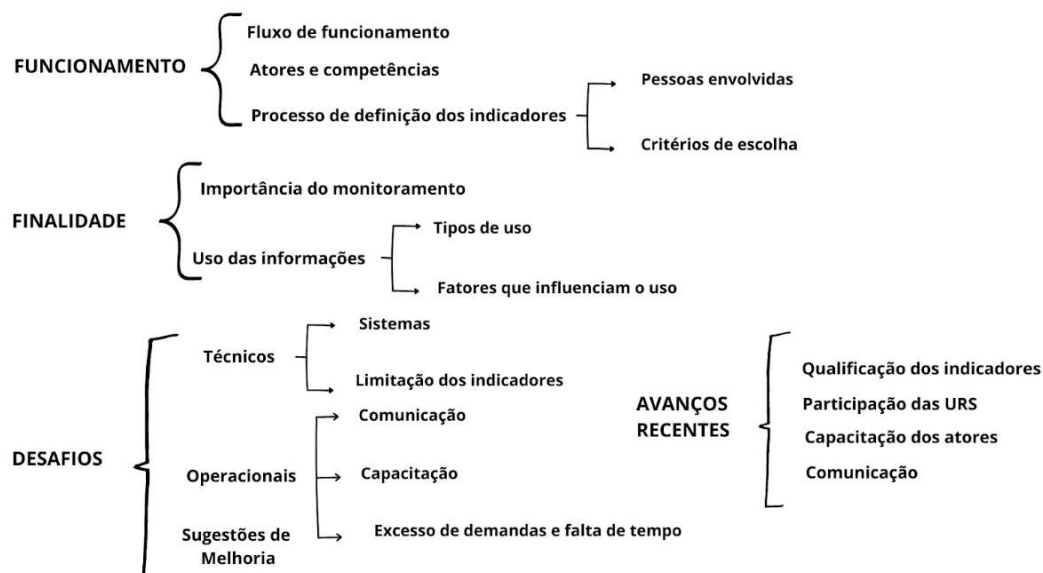 FUNCIONAMENTO
Fluxo de funcionamento
Atores e competências
Processo de definição dos indicadores
Pessoas envolvidas
Critérios de escolha
FINALIDADE
Importância do monitoramento
Uso das informações
Tipos de uso
Fatores que influenciam o uso
DESAFIOS
Técnicos
Sistemas
Limitação dos indicadores
Operacionais
Comunicação
Capacitação
Excesso de demandas e falta de tempo
Sugestões de
Melhoria
AVANÇOS
RECENTES
Qualificação dos indicadores
Participação das URS
Capacitação dos atores
Comunicação